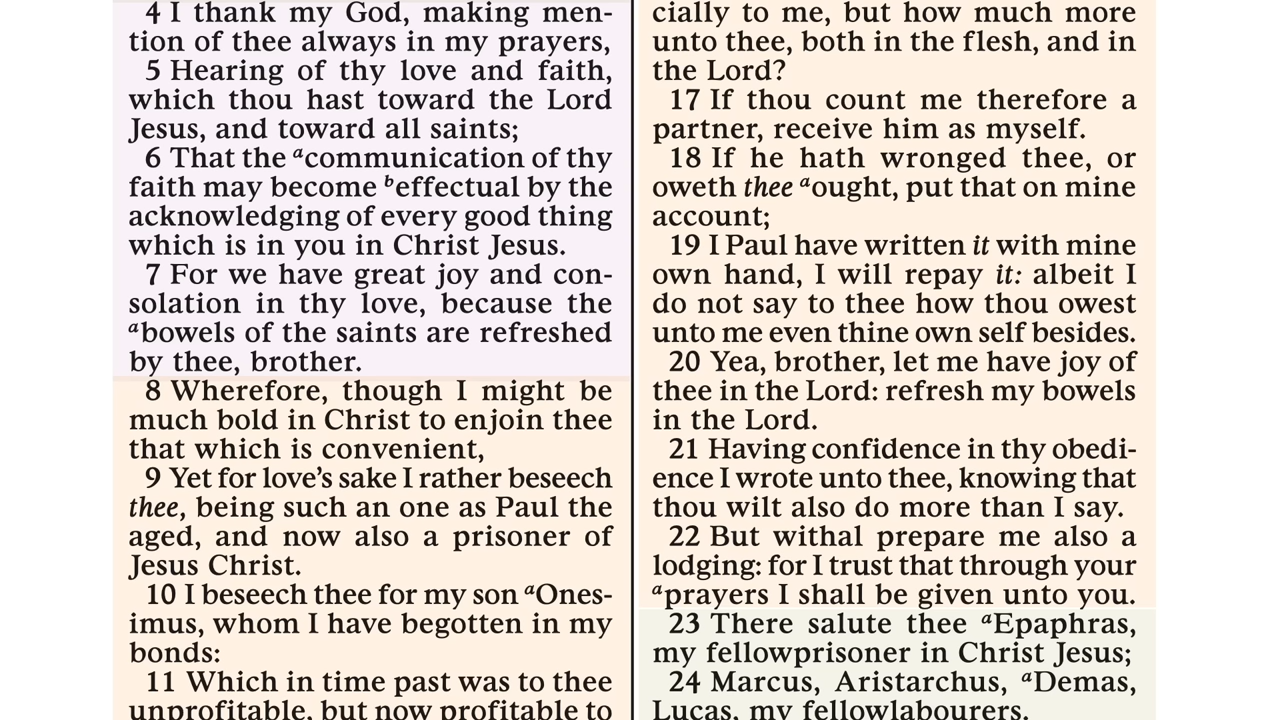 4 I thank my God, making men-
tion of thee always in my prayers,
5 Hearing of thy love and faith,
which thou hast toward the Lord
Jesus, and toward all saints;
6 That the ᵃcommunication of thy
faith may become ᵇeffectual by the
acknowledging of every good thing
which is in you in Christ Jesus.
7 For we have great joy and con-
solation in thy love, because the
ᵃbowels of the saints are refreshed
by thee, brother.
8 Wherefore, though I might be
much bold in Christ to enjoin thee
that which is convenient,
9 Yet for love’s sake I rather beseech
thee, being such an one as Paul the
aged, and now also a prisoner of
Jesus Christ.
10 I beseech thee for my son ᵃOnes-
imus, whom I have begotten in my
bonds:
11 Which in time past was to thee
unprofitable, but now profitable to
cially to me, but how much more
unto thee, both in the flesh, and in
the Lord?
17 If thou count me therefore a
partner, receive him as myself.
18 If he hath wronged thee, or
oweth thee ᵃought, put that on mine
account;
19 I Paul have written it with mine
own hand, I will repay it: albeit I
do not say to thee how thou owest
unto me even thine own self besides.
20 Yea, brother, let me have joy of
thee in the Lord: refresh my bowels
in the Lord.
21 Having confidence in thy obedi-
ence I wrote unto thee, knowing that
thou wilt also do more than I say.
22 But withal prepare me also a
lodging: for I trust that through your
ᵃprayers I shall be given unto you.
23 There salute thee ᵃEpaphras,
my fellowprisoner in Christ Jesus;
24 Marcus, Aristarchus, ᵃDemas,
Lucas, my fellowlabourers.